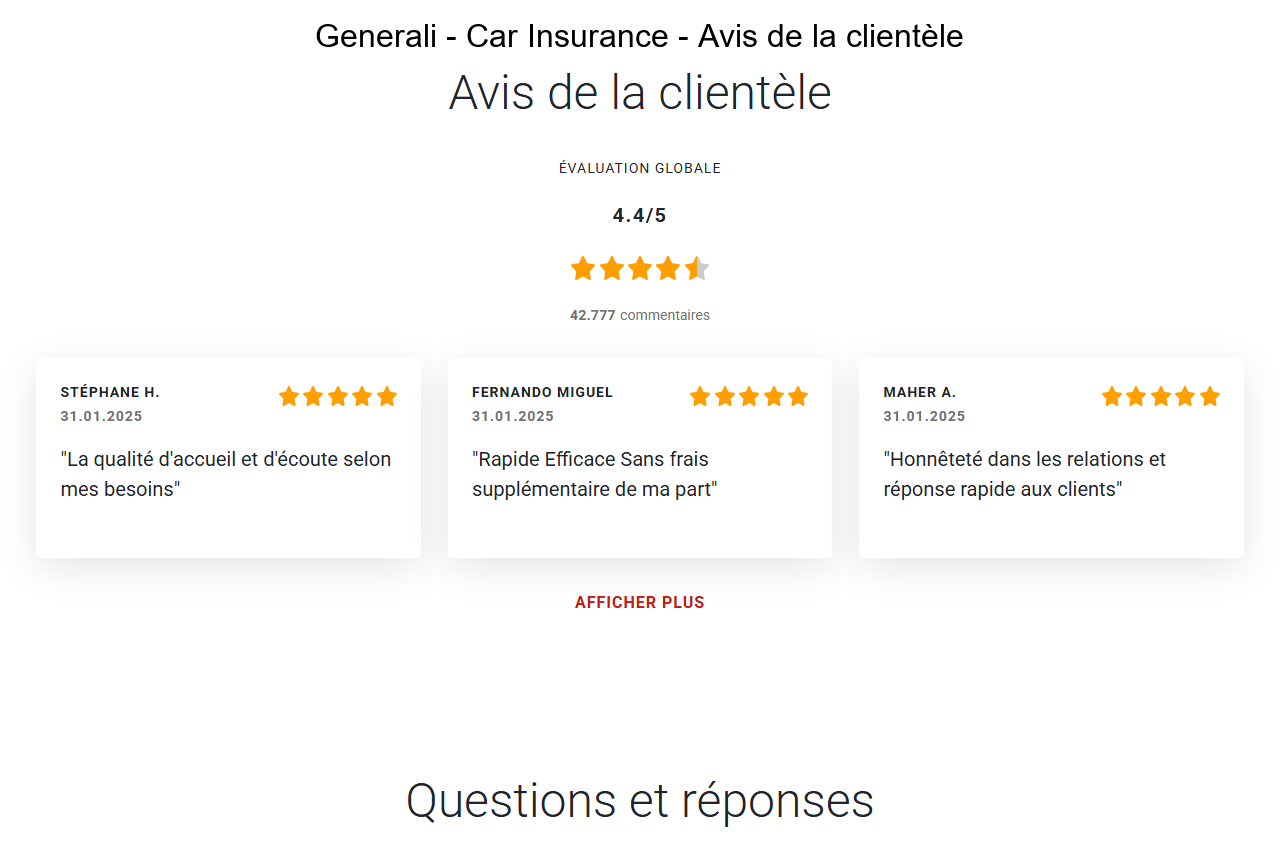 Generali - Car Insurance - Avis de la clientèle
Avis de la clientèle
ÉVALUATION GLOBALE
4.4/5
42.777 commentaires
STÉPHANE H.
31.01.2025
"La qualité d'accueil et d'écoute selon
mes besoins"
FERNANDO MIGUEL
31.01.2025
"Rapide Efficace Sans frais
supplémentaire de ma part"
MAHER A.
31.01.2025
"Honnêteté dans les relations et
réponse rapide aux clients"
AFFICHER PLUS
Questions et réponses